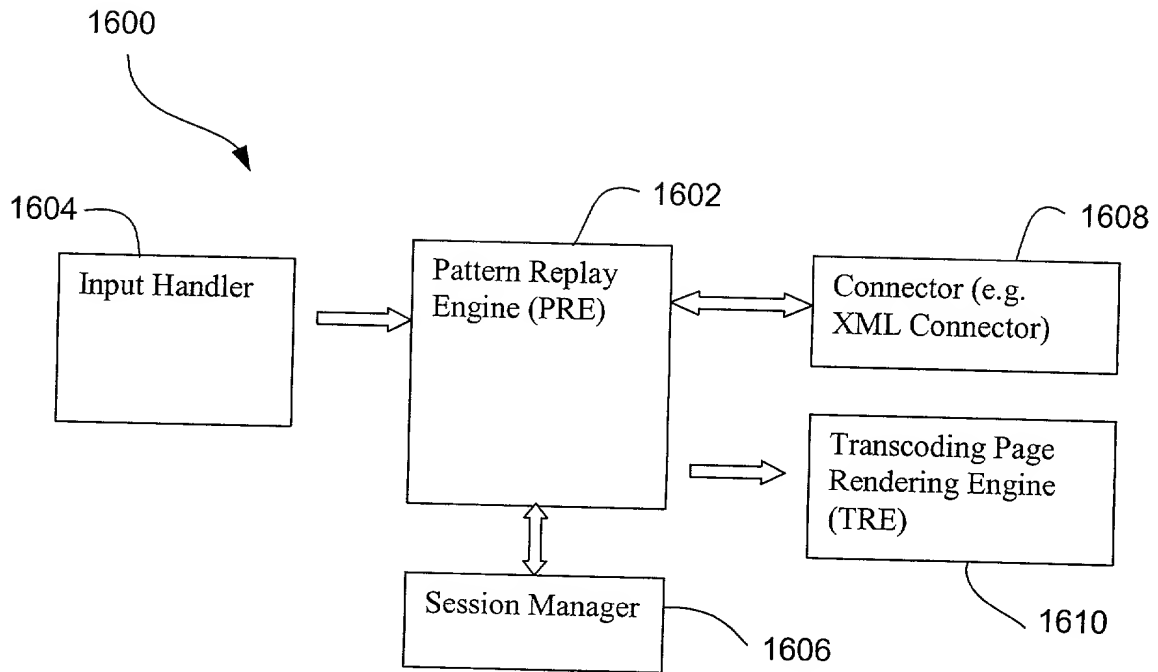 1600
1604
1602
1608
Input Handler
Pattern Replay
Engine (PRE)
Connector (e.g.
XML Connector)
Transcoding Page
Rendering Engine
(TRE)
Session Manager
1606
1610